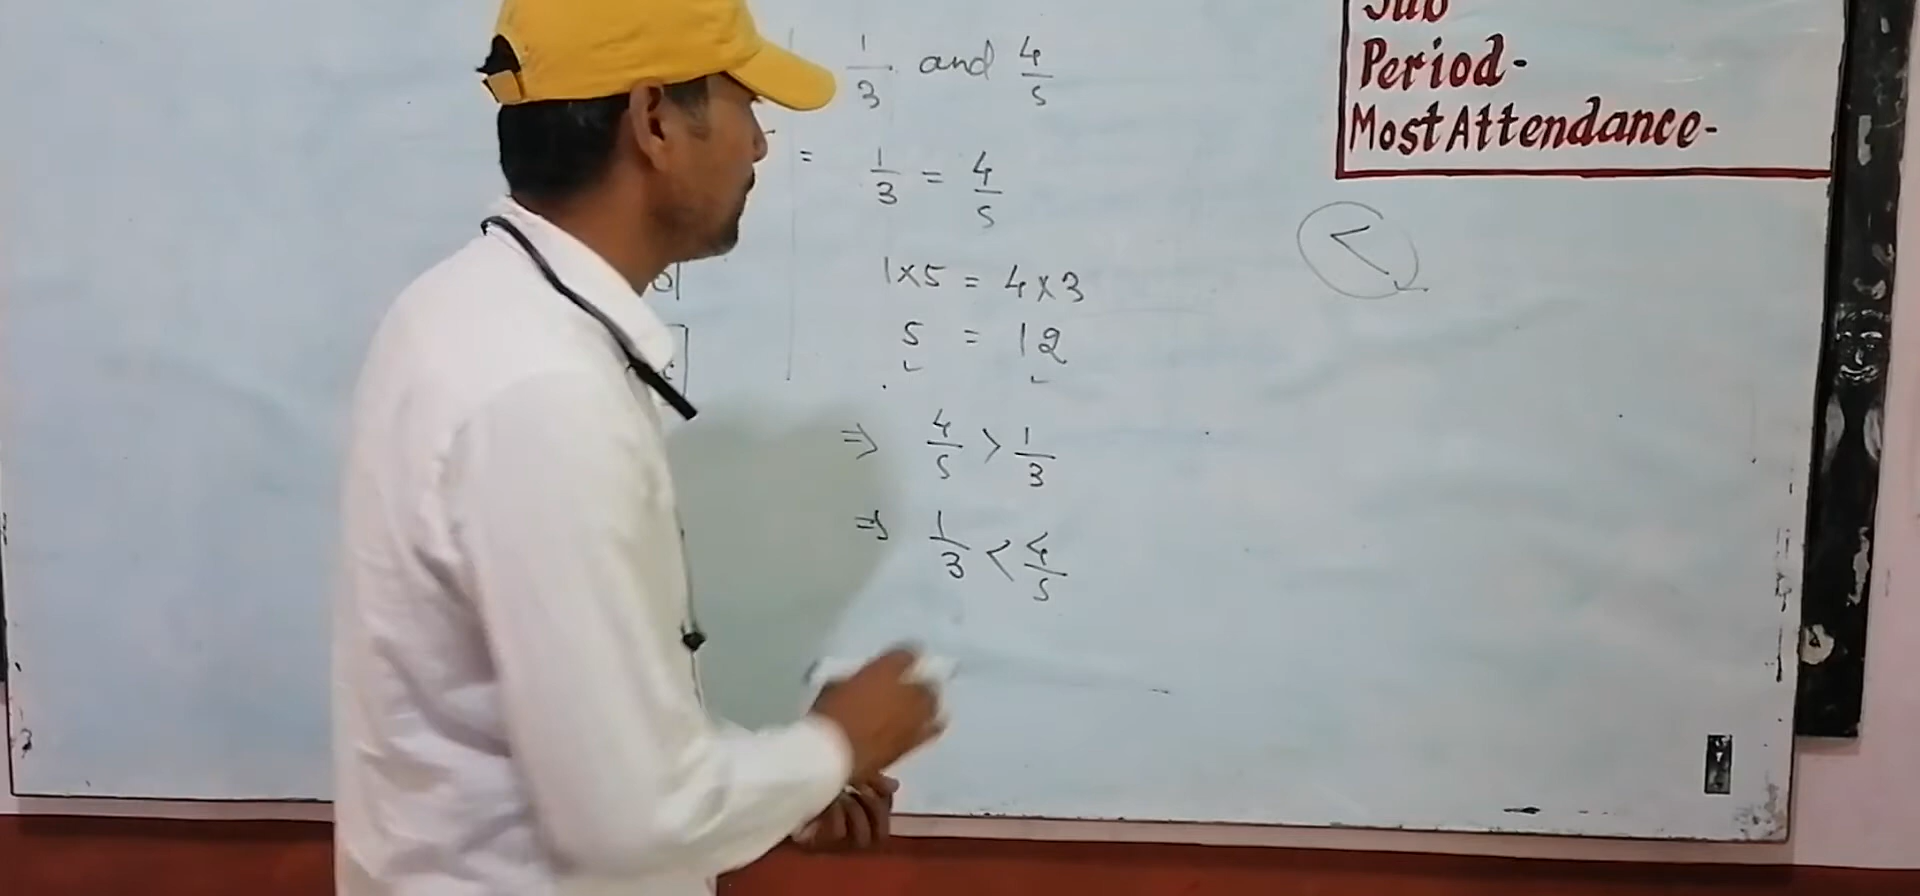 1/3 and 4/5
= 1/3 = 4/5
1×5 = 4×3
5 = 12
⇒ 4/5 > 1/3
⇒ 1/3 < 4/5
<
Sub
Period-
Most Attendance-